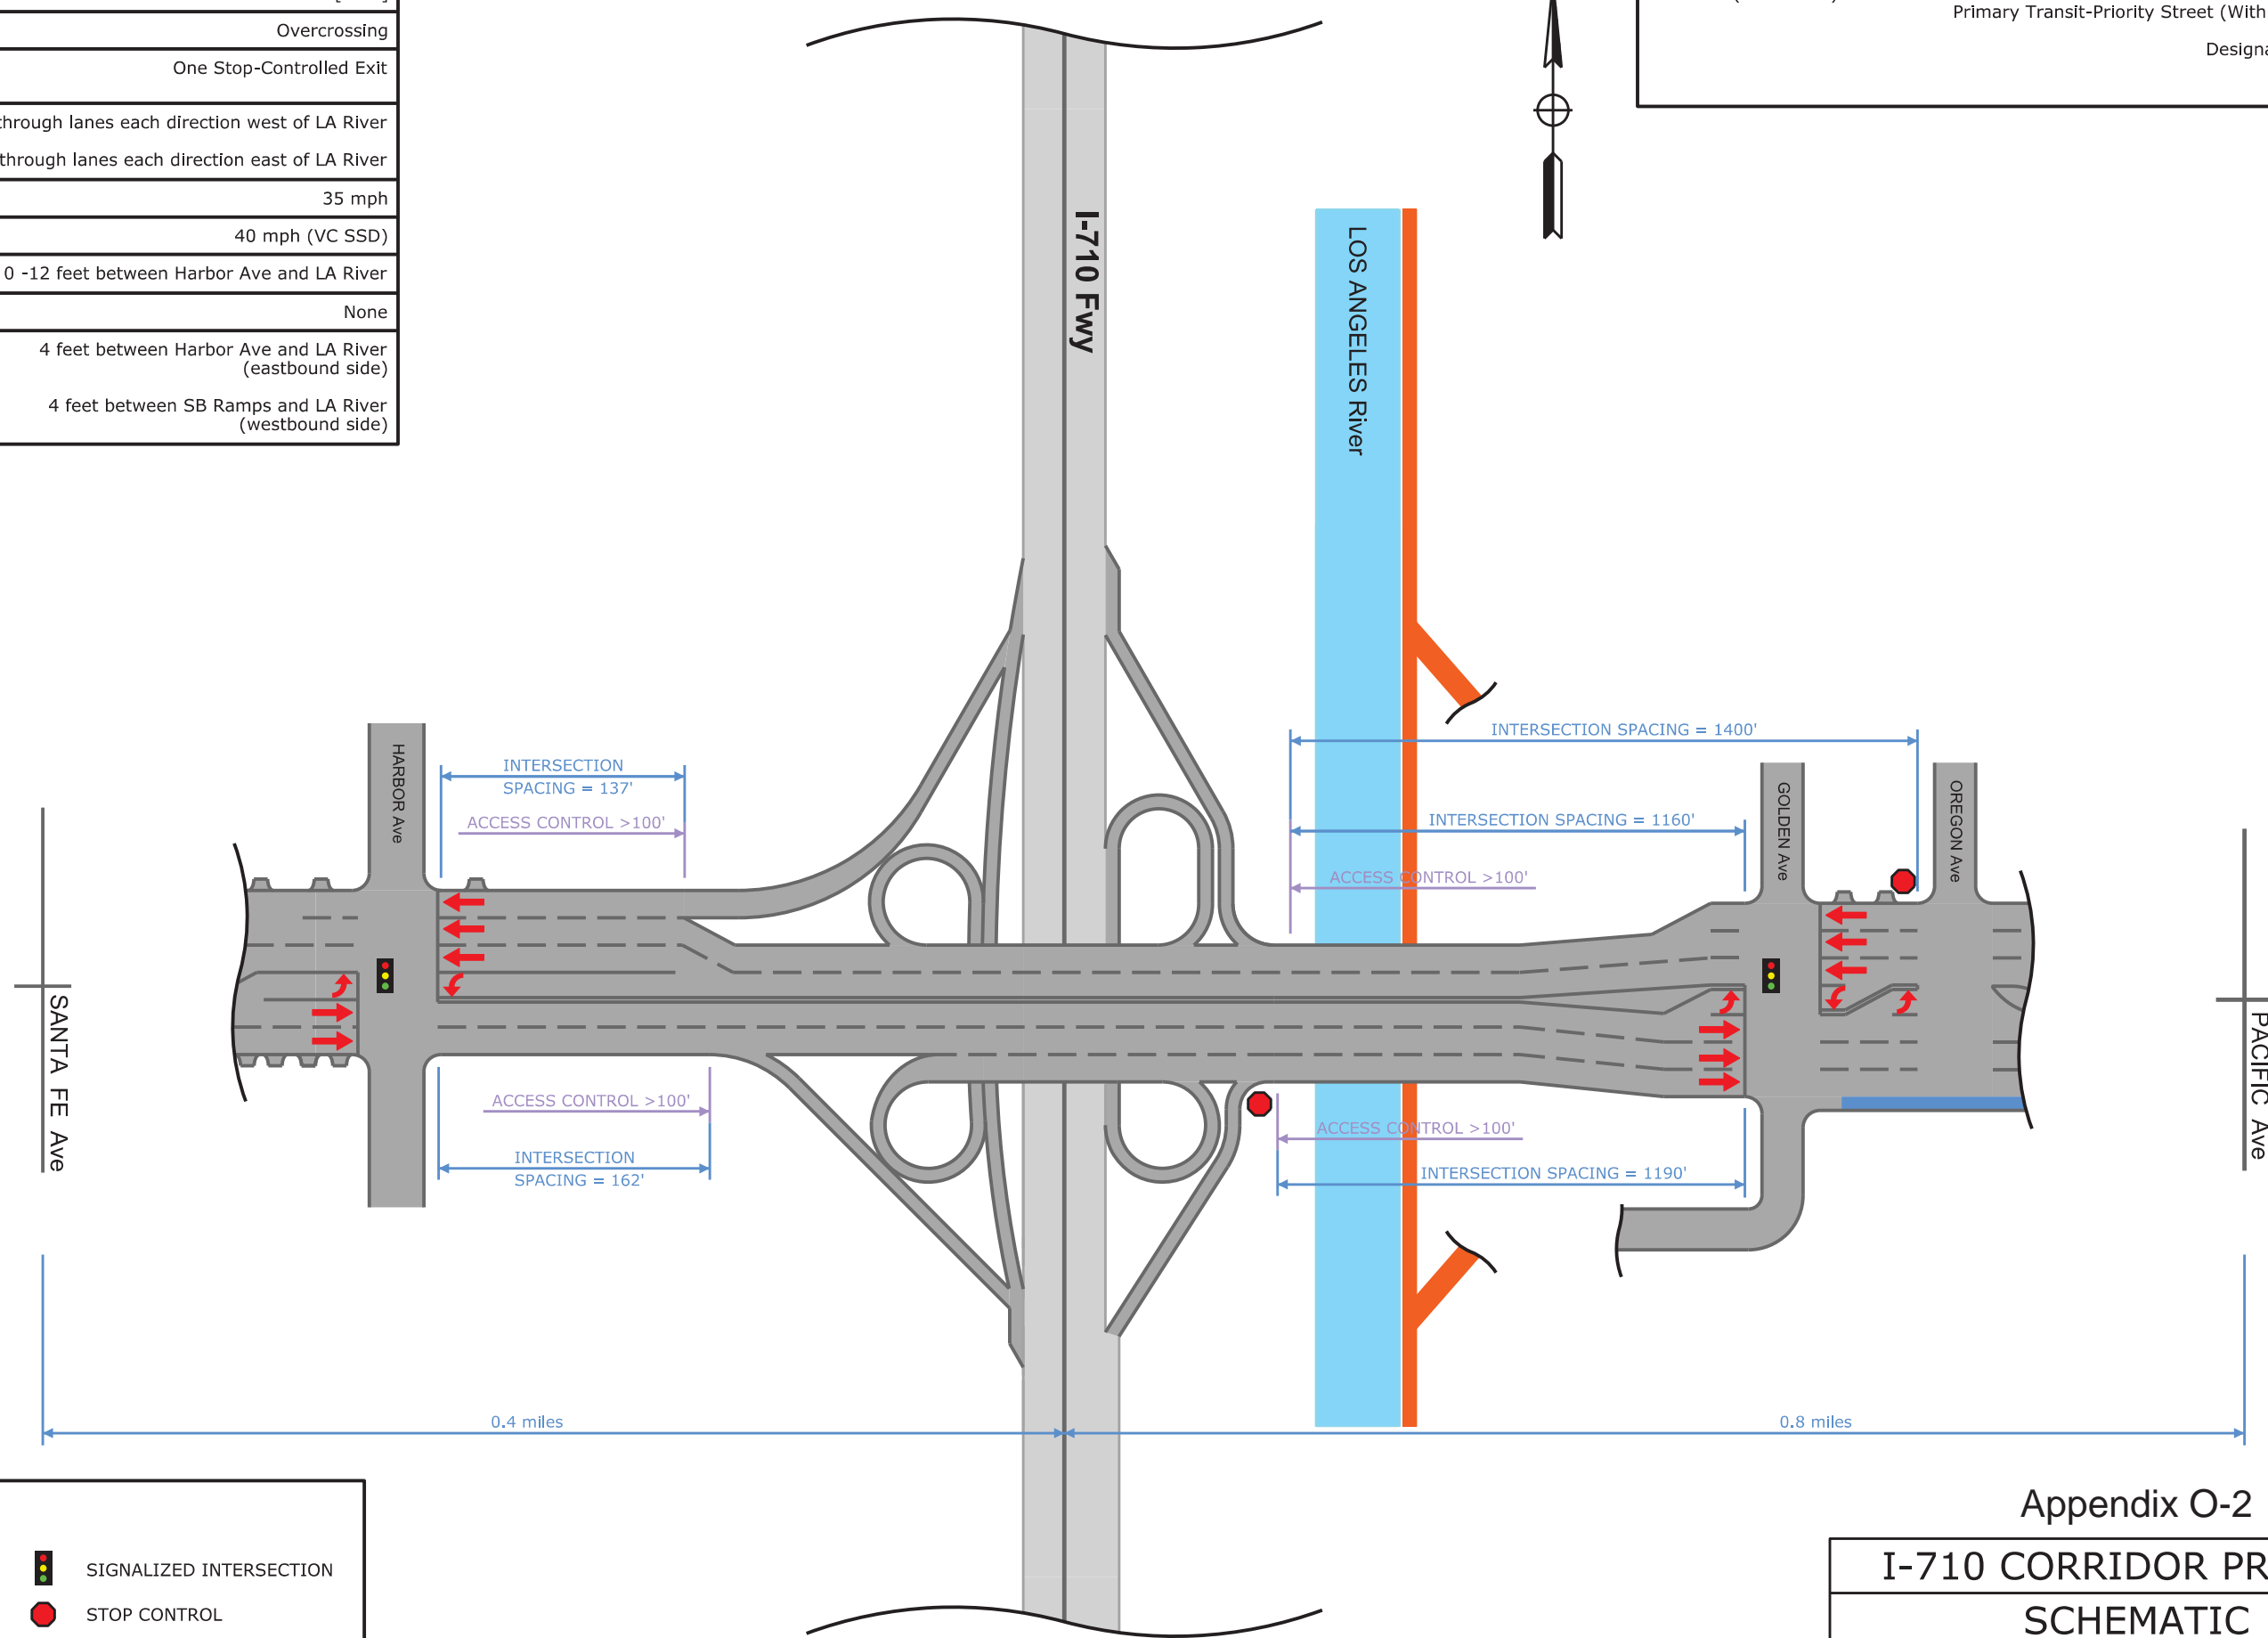 Overcrossing
One Stop-Controlled Exit
through lanes each direction west of LA River
through lanes each direction east of LA River
35 mph
40 mph (VC SSD)
0 -12 feet between Harbor Ave and LA River
None
4 feet between Harbor Ave and LA River
(eastbound side)
4 feet between SB Ramps and LA River
(westbound side)
Primary Transit-Priority Street (With
I-710 Fwy
LOS ANGELES River
INTERSECTION SPACING = 1400'
HARBOR Ave
INTERSECTION
SPACING = 137'
ACCESS CONTROL >100'
INTERSECTION SPACING = 1160'
ACCESS CONTROL >100'
GOLDEN Ave
OREGON Ave
SANTA FE Ave
PACIFIC Ave
ACCESS CONTROL >100'
INTERSECTION
SPACING = 162'
ACCESS CONTROL >100'
INTERSECTION SPACING = 1190'
0.4 miles
0.8 miles
Appendix O-2
I-710 CORRIDOR PR
SCHEMATIC
SIGNALIZED INTERSECTION
STOP CONTROL